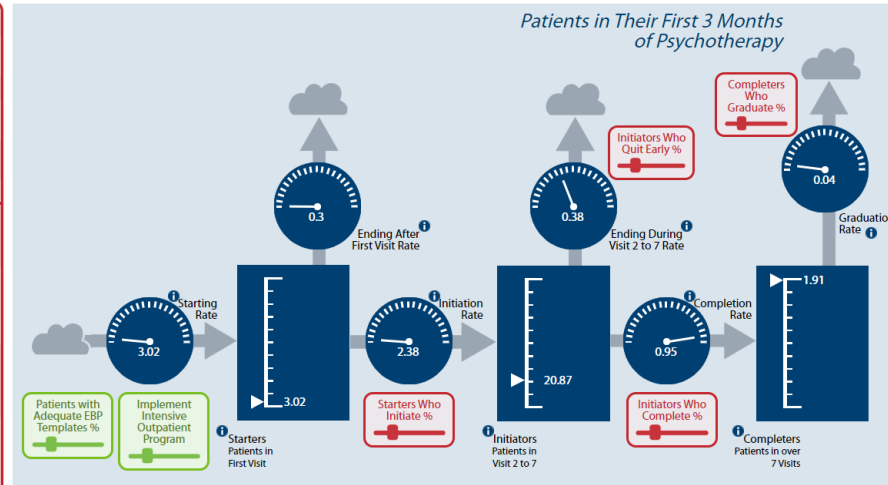 Patients in Their First 3 Months
of Psychotherapy
Completers
Who
Graduate %
Initiators Who
Quit Early %
0.3
0.38
0.04
Ending After
First Visit Rate
Ending During
Visit 2 to 7 Rate
Graduatio
Rate
Starting
Rate
3.02
3.02
Initiation
Rate
2.38
20.87
Completion
Rate
0.95
1.91
Patients with
Adequate EBP
Templates %
Implement
Intensive
Outpatient
Program
Starters
Patients in
First Visit
Starters Who
Initiate %
Initiators
Patients in
Visit 2 to 7
Initiators Who
Complete %
Completers
Patients in over
7 Visits